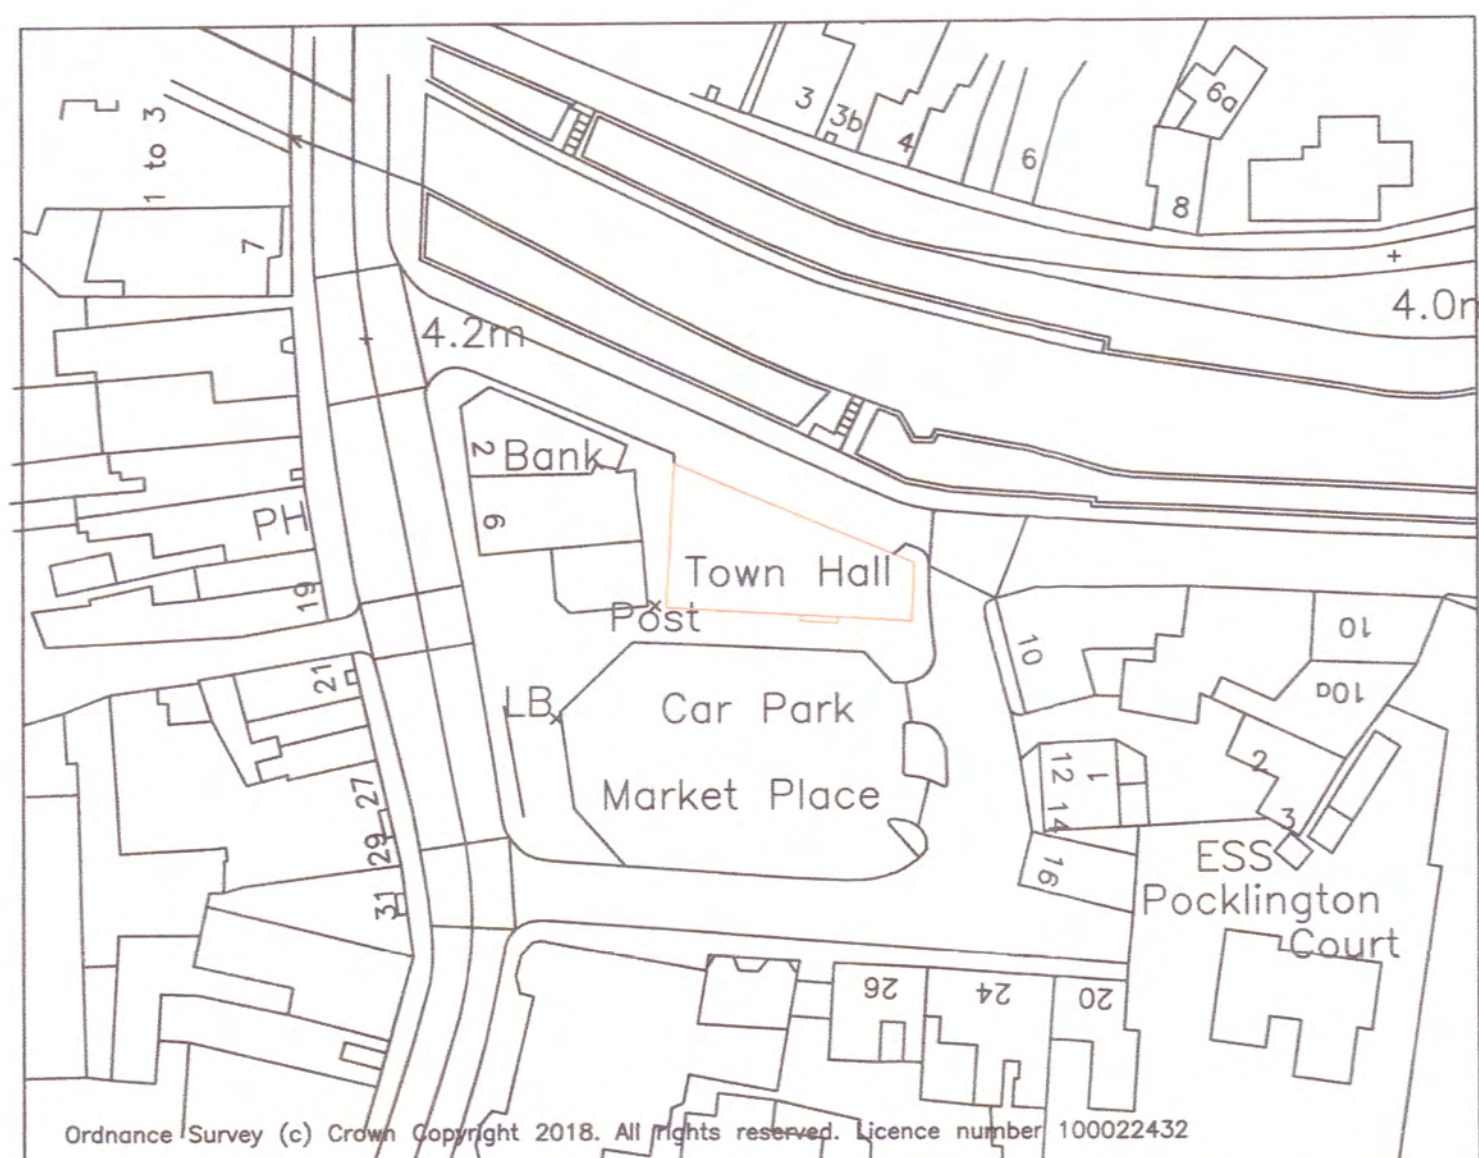 1 to 3
3
3b
4
6
6a
8
7
4.0m
4.2m
2
Bank
6
PH
19
Town Hall
Post
10
10
10a
21
LB
Car Park
Market Place
12
1
14
2
3
27
29
16
ESS
Pocklington
Court
31
26
24
20
Ordnance Survey (c) Crown Copyright 2018. All rights reserved. Licence number 100022432